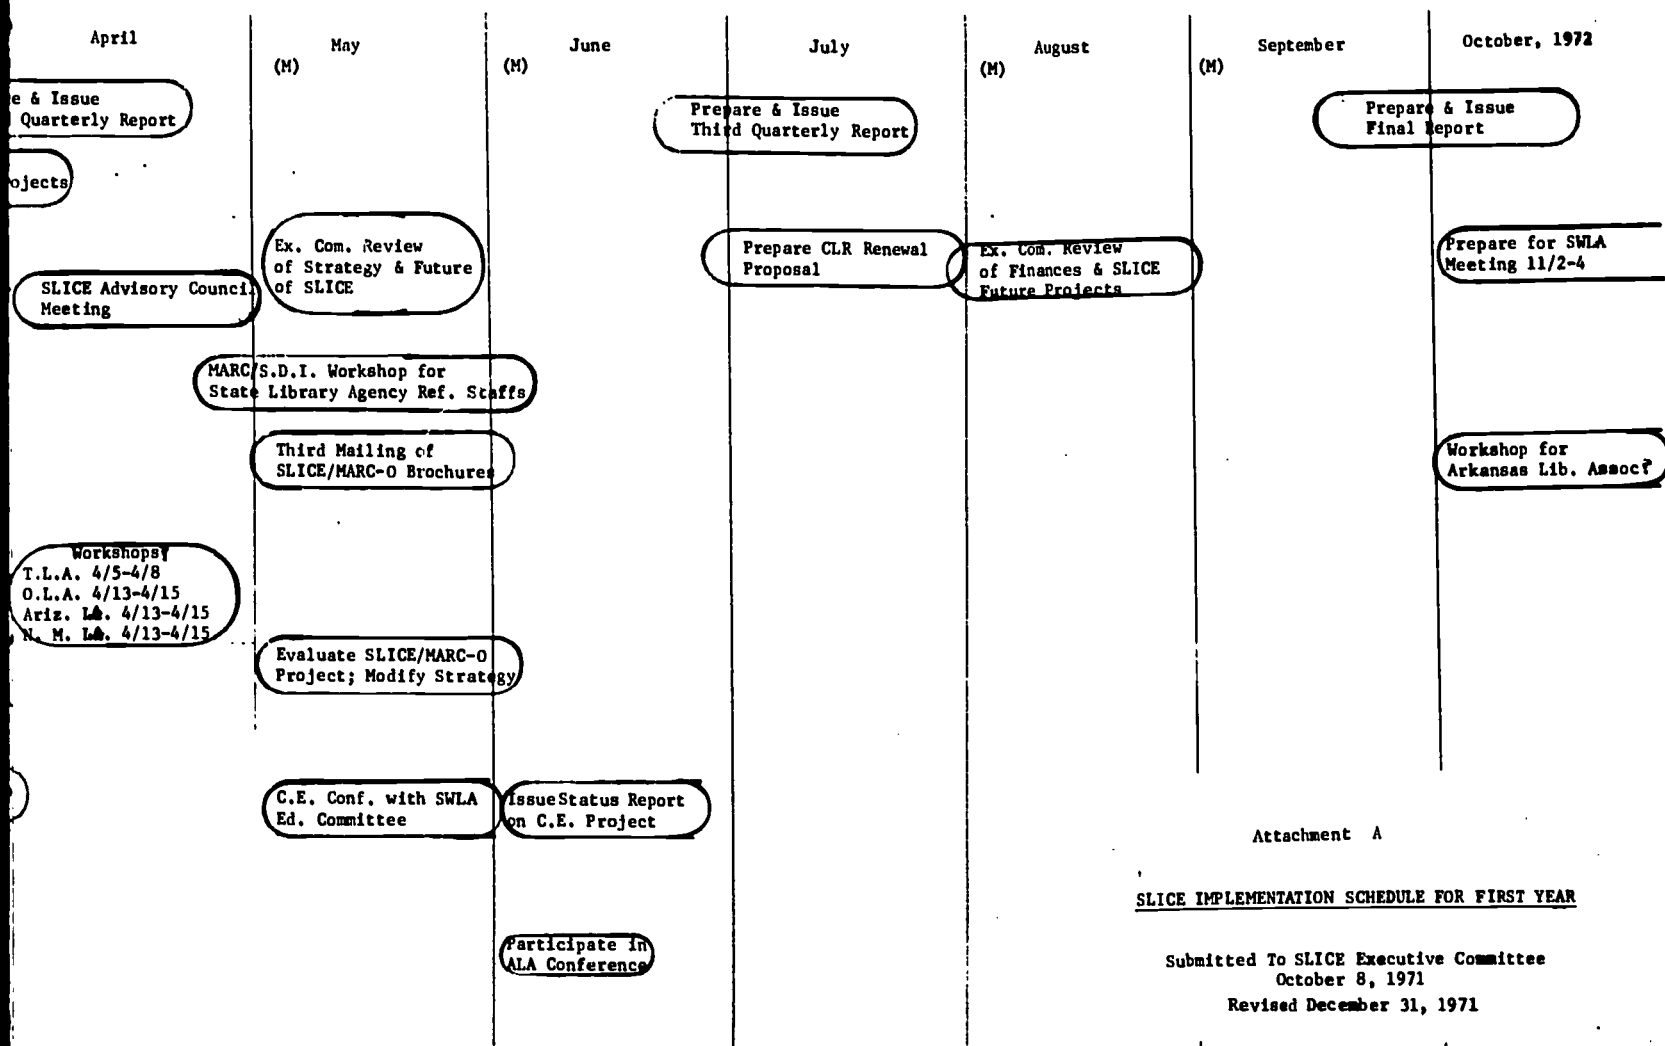 April
May
June
July
August
September
October, 1972
(M)
(M)
(M)
(M)
e & Issue
Quarterly Report
Prepare & Issue
Third Quarterly Report
Prepare & Issue
Final Report
ojects
Ex. Com. Review
of Strategy & Future
of SLICE
Prepare CLR Renewal
Proposal
Ex. Com. Review
of Finances & SLICE
Future Projects
Prepare for SWLA
Meeting 11/2-4
SLICE Advisory Council
Meeting
MARC/S.D.I. Workshop for
State Library Agency Ref. Staffs
Third Mailing of
SLICE/MARC-O Brochures
Workshop for
Arkansas Lib. Assoc.
Workshops
T.L.A. 4/5-4/8
O.L.A. 4/13-4/15
Ariz. LA. 4/13-4/15
N. M. LA. 4/13-4/15
Evaluate SLICE/MARC-O
Project; Modify Strategy
C.E. Conf. with SWLA
Ed. Committee
Issue Status Report
on C.E. Project
Participate in
ALA Conference
Attachment A
SLICE IMPLEMENTATION SCHEDULE FOR FIRST YEAR
Submitted To SLICE Executive Committee
October 8, 1971
Revised December 31, 1971